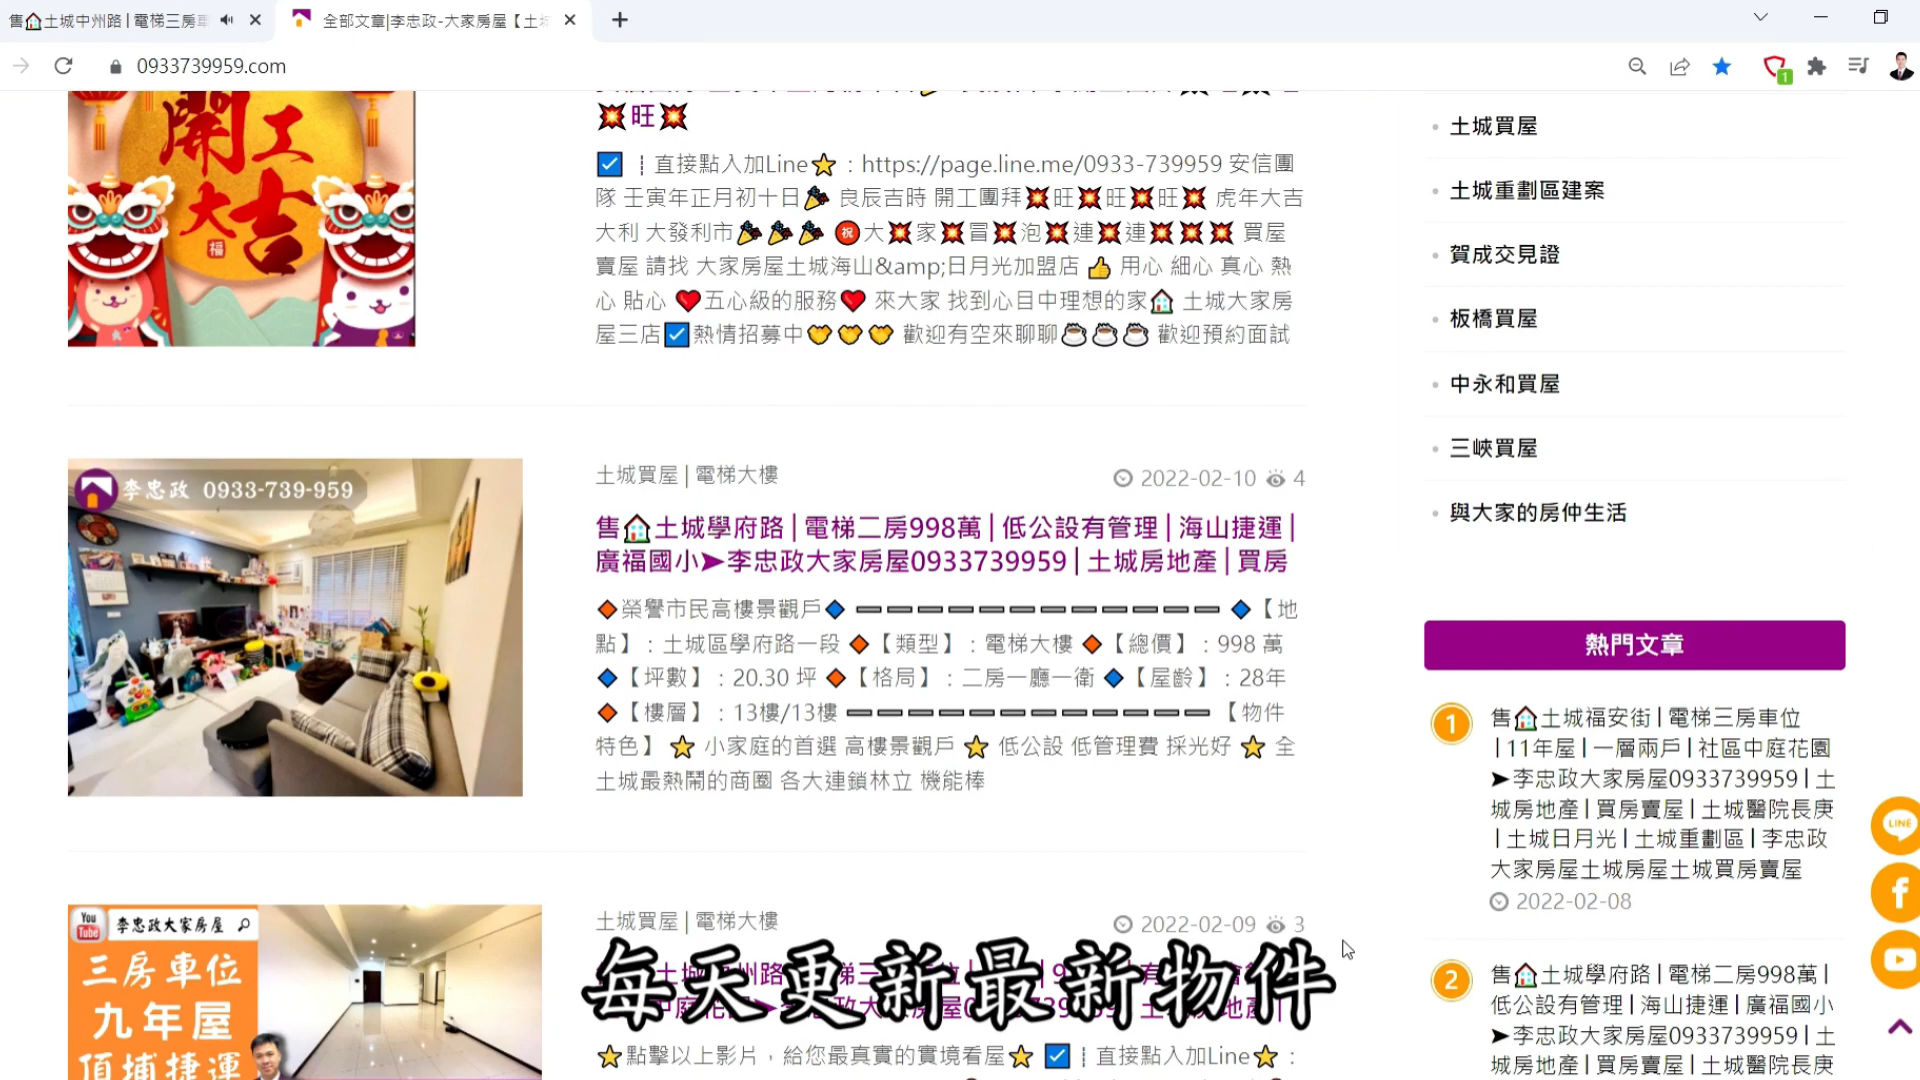 售🏠土城中州路 | 電梯三房車
全部文章|李忠政-大家房屋【土城
0933739959.com
1
開工大吉
福
💥旺💥
☑️┆直接點入加Line⭐：https://page.line.me/0933-739959 安信團
隊 壬寅年正月初十日🎉 良辰吉時 開工團拜💥旺💥旺💥旺💥 虎年大吉
大利 大發利市🎉🎉🎉 ㊗️大💥家💥冒💥泡💥連💥連💥💥💥 買屋
賣屋 請找 大家房屋土城海山&amp;日月光加盟店👍 用心 細心 真心 熱
心 貼心 ❤️五心級的服務❤️ 來大家 找到心目中理想的家🏠 土城大家房
屋三店☑️熱情招募中🤝🤝🤝 歡迎有空來聊聊☕☕☕ 歡迎預約面試
李忠政 0933-739-959
土城買屋 | 電梯大樓
2022-02-10 4
售🏠土城學府路 | 電梯二房998萬 | 低公設有管理 | 海山捷運 |
廣福國小➤李忠政大家房屋0933739959 | 土城房地產 | 買房
🔶榮譽市民高樓景觀戶🔷 ➖➖➖➖➖➖➖➖➖➖➖➖ 🔷【地
點】：土城區學府路一段 🔶【類型】：電梯大樓 🔶【總價】：998 萬
🔷【坪數】：20.30 坪 🔶【格局】：二房一廳一衛 🔷【屋齡】：28年
🔶【樓層】：13樓/13樓 ➖➖➖➖➖➖➖➖➖➖➖➖ 【物件
特色】 ⭐ 小家庭的首選 高樓景觀戶 ⭐ 低公設 低管理費 採光好 ⭐ 全
土城最熱鬧的商圈 各大連鎖林立 機能棒
You Tube 李忠政大家房屋
三房車位
九年屋
頂埔捷運
土城買屋 | 電梯大樓
2022-02-09 3
每天更新最新物件
⭐點擊以上影片，給您最真實的實境看屋⭐ ☑️┆直接點入加Line⭐：
土城買屋
土城重劃區建案
賀成交見證
板橋買屋
中永和買屋
三峽買屋
與大家的房仲生活
熱門文章
1
售🏠土城福安街 | 電梯三房車位
| 11年屋 | 一層兩戶 | 社區中庭花園
➤李忠政大家房屋0933739959 | 土
城房地產 | 買房賣屋 | 土城醫院長庚
| 土城日月光 | 土城重劃區 | 李忠政
大家房屋土城房屋土城買房賣屋
2022-02-08
2
售🏠土城學府路 | 電梯二房998萬 |
低公設有管理 | 海山捷運 | 廣福國小
➤李忠政大家房屋0933739959 | 土
城房地產 | 買房賣屋 | 土城醫院長庚
LINE